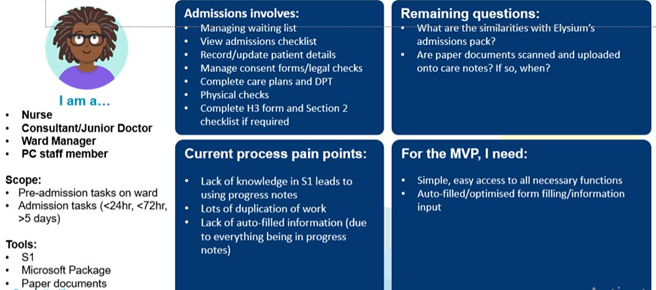 I am a…
• Nurse
• Consultant/Junior Doctor
• Ward Manager
• PC staff member
Scope:
• Pre-admission tasks on ward
• Admission tasks (<24hr, <72hr,
>5 days)
Tools:
• S1
• Microsoft Package
• Paper documents
Admissions involves:
• Managing waiting list
• View admissions checklist
• Record/update patient details
• Manage consent forms/legal checks
• Complete care plans and DPT
• Physical checks
• Complete H3 form and Section 2
checklist if required
Remaining questions:
• What are the similarities with Elysium's
admissions pack?
• Are paper documents scanned and uploaded
onto care notes? If so, when?
Current process pain points:
• Lack of knowledge in S1 leads to
using progress notes
• Lots of duplication of work
• Lack of auto-filled information (due
to everything being in progress
notes)
For the MVP, I need:
• Simple, easy access to all necessary functions
• Auto-filled/optimised form filling/information
input